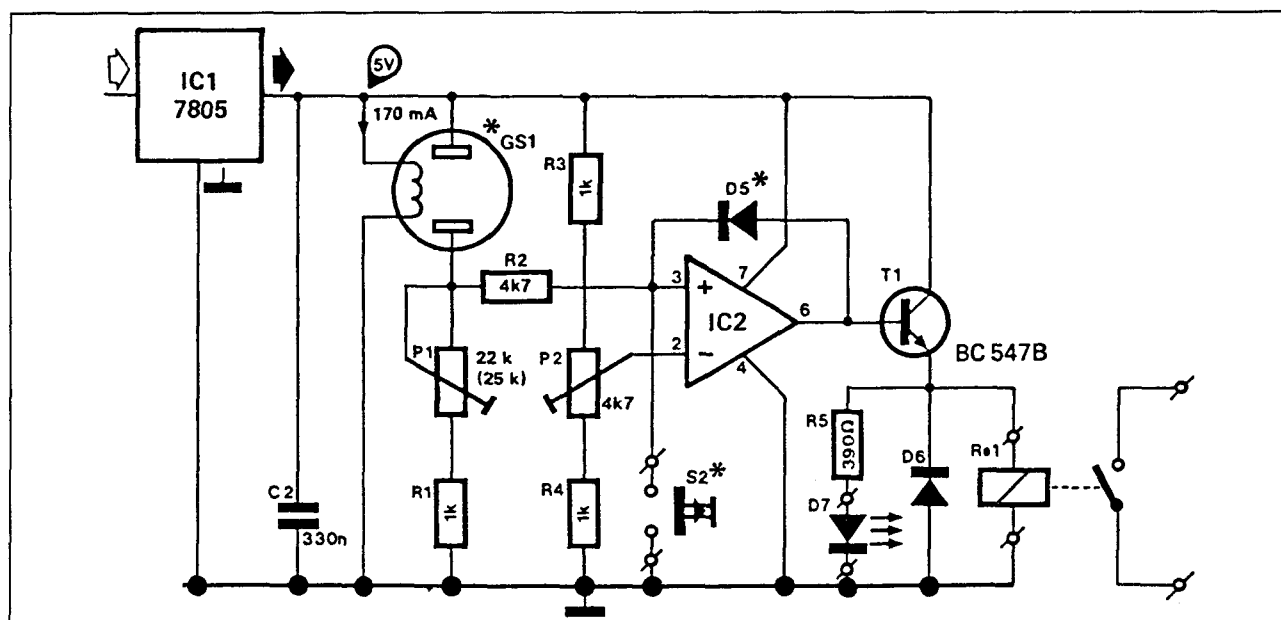 IC1
7805
5V
170 mA
*
GS1
R3
1k
D5*
R2
4k7
3
+
7
IC2
6
2
−
4
T1
BC 547B
P1
22 k
(25 k)
P2
4k7
R5
390Ω
D6
Re1
C2
330n
R1
1k
R4
1k
S2*
D7